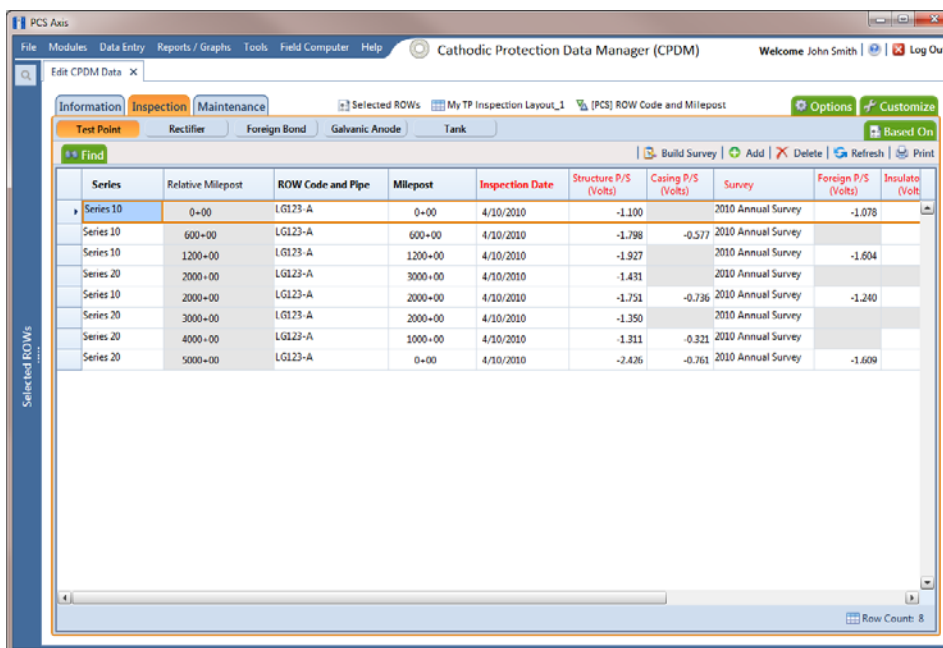 PCS Axis
File Modules Data Entry Reports / Graphs Tools Field Computer Help Cathodic Protection Data Manager (CPDM) Welcome John Smith Log Ou
Edit CPDM Data X
Information Inspection Maintenance Selected ROWs My TP Inspection Layout_1 [PCS] ROW Code and Milepost Options Customize
Test Point Rectifier Foreign Bond Galvanic Anode Tank Based On
Find Build Survey Add Delete Refresh Print
Series Relative Milepost ROW Code and Pipe Milepost Inspection Date Structure P/S (Volts) Casing P/S (Volts) Survey Foreign P/S (Volts) Insulato (Volt
Series 10 0+00 LG123-A 0+00 4/10/2010 -1.100 2010 Annual Survey -1.078
Series 10 600+00 LG123-A 600+00 4/10/2010 -1.798 -0.577 2010 Annual Survey
Series 10 1200+00 LG123-A 1200+00 4/10/2010 -1.927 2010 Annual Survey -1.604
Series 20 2000+00 LG123-A 3000+00 4/10/2010 -1.431 2010 Annual Survey
Series 10 2000+00 LG123-A 2000+00 4/10/2010 -1.751 -0.736 2010 Annual Survey -1.240
Series 20 3000+00 LG123-A 2000+00 4/10/2010 -1.350 2010 Annual Survey
Series 20 4000+00 LG123-A 1000+00 4/10/2010 -1.311 -0.321 2010 Annual Survey
Series 20 5000+00 LG123-A 0+00 4/10/2010 -2.426 -0.761 2010 Annual Survey -1.609
Selected ROWs
Row Count: 8